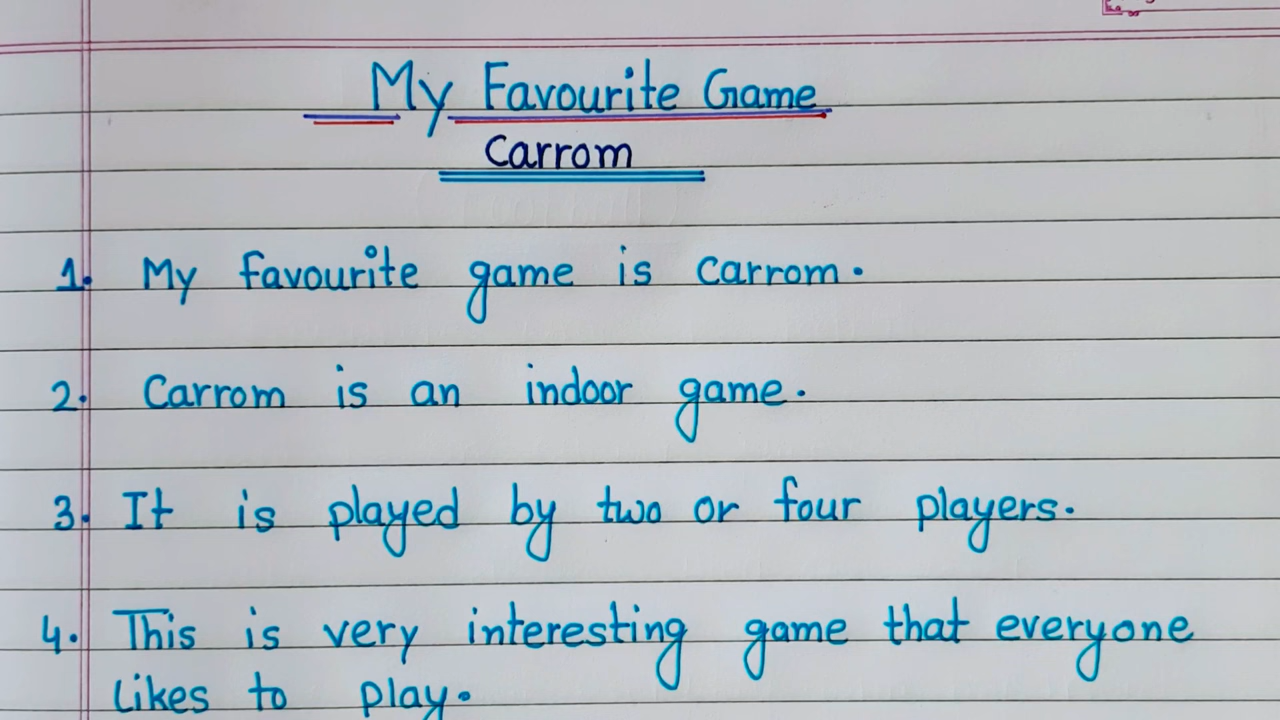 My Favourite Game
Carrom
1. My favourite game is carrom.
2. Carrom is an indoor game.
3. It is played by two or four players.
4. This is very interesting game that everyone
likes to play.